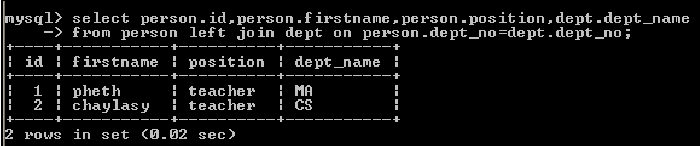 mysql> select person.id,person.firstname,person.position,dept.dept_name
    -> from person left join dept on person.dept_no=dept.dept_no;
+----+-----------+----------+-----------+
| id | firstname | position | dept_name |
+----+-----------+----------+-----------+
|  1 | pheth     | teacher  | MA        |
|  2 | chaylasy  | teacher  | CS        |
+----+-----------+----------+-----------+
2 rows in set (0.02 sec)